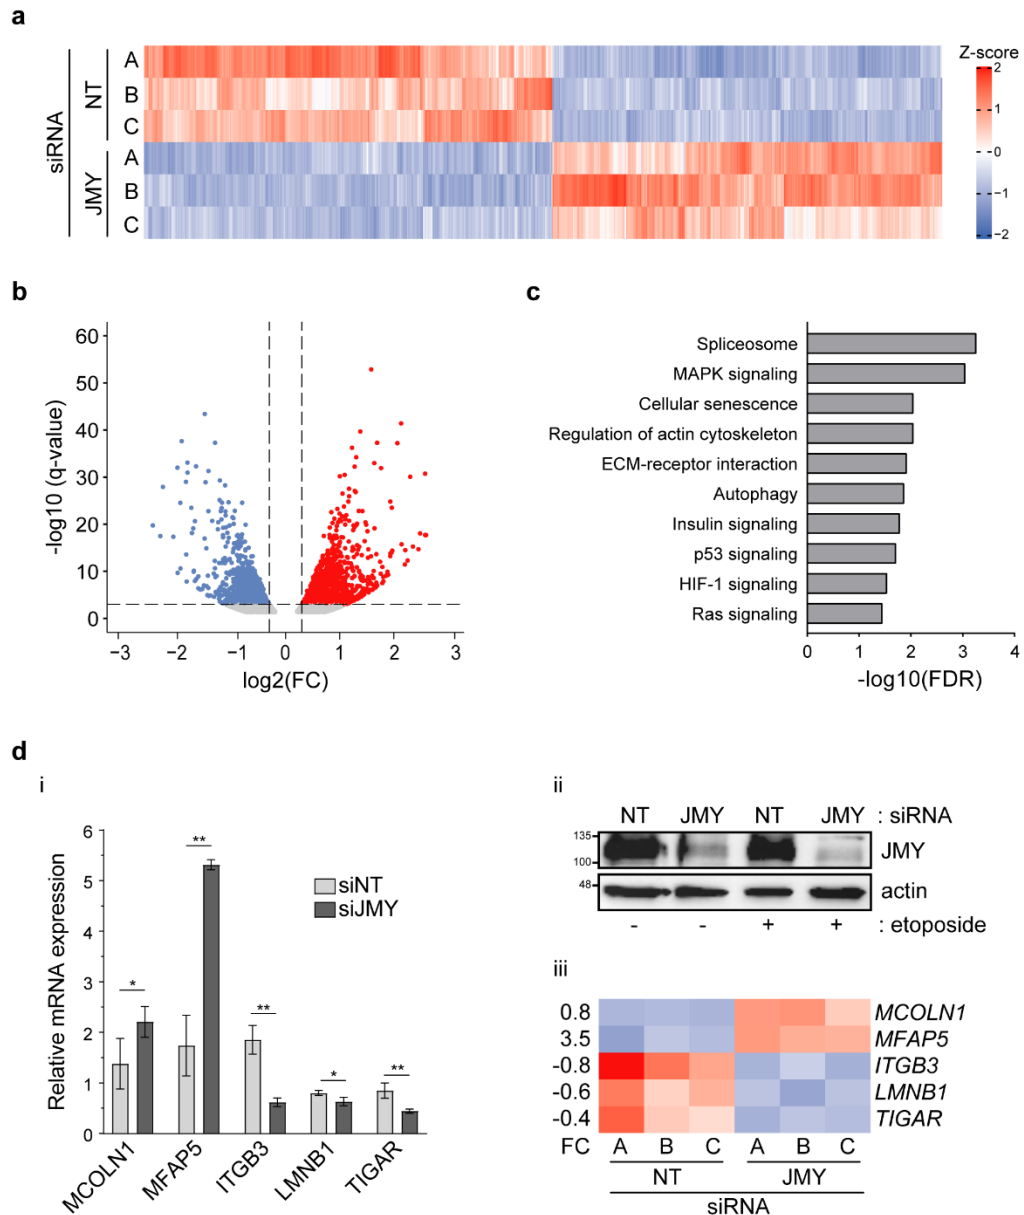 a
siRNA
NT
JMY
A
B
C
A
B
C
Z-score
2
1
0
−1
−2
b
60
50
40
30
20
10
0
-log10 (q-value)
−3
−2
−1
0
1
2
3
log2(FC)
c
Spliceosome
MAPK signaling
Cellular senescence
Regulation of actin cytoskeleton
ECM-receptor interaction
Autophagy
Insulin signaling
p53 signaling
HIF-1 signaling
Ras signaling
0 1 2 3 4
-log10(FDR)
d
i
Relative mRNA expression
6
5
4
3
2
1
0
* ** ** * **
siNT
siJMY
MCOLN1
MFAP5
ITGB3
LMNB1
TIGAR
ii
NT JMY NT JMY : siRNA
135
100
JMY
48
actin
- - + + : etoposide
iii
0.8 MCOLN1
3.5 MFAP5
-0.8 ITGB3
-0.6 LMNB1
-0.4 TIGAR
FC A B C A B C
NT JMY
siRNA